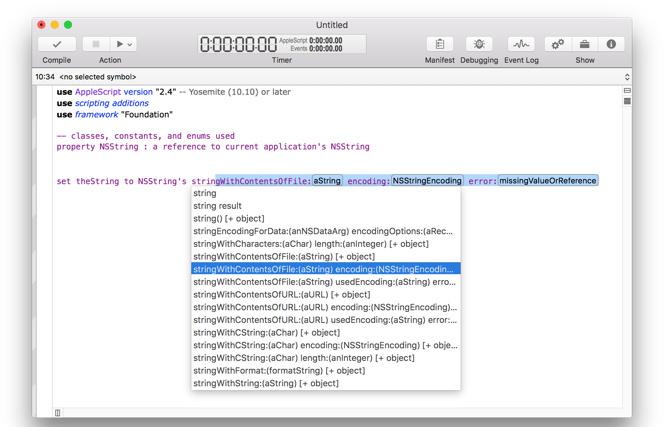 Untitled
0:00:00:00 AppleScript 0:00:00.00
Events 0:00:00.00
Compile Action Timer Manifest Debugging Event Log Show
10:34 <no selected symbol>
use AppleScript version "2.4" -- Yosemite (10.10) or later
use scripting additions
use framework "Foundation"
-- classes, constants, and enums used
property NSString : a reference to current application's NSString
set theString to NSString's stringWithContentsOfFile:aString encoding:NSStringEncoding error:missingValueOrReference
string
string result
string() [+ object]
stringEncodingForData:(anNSDataArg) encodingOptions:(aRec...
stringWithCharacters:(aChar) length:(anInteger) [+ object]
stringWithContentsOfFile:(aString) [+ object]
stringWithContentsOfFile:(aString) encoding:(NSStringEncodin...
stringWithContentsOfFile:(aString) usedEncoding:(aString) erro...
stringWithContentsOfURL:(aURL) [+ object]
stringWithContentsOfURL:(aURL) encoding:(NSStringEncoding)...
stringWithContentsOfURL:(aURL) usedEncoding:(aString) error:...
stringWithCString:(aChar) [+ object]
stringWithCString:(aChar) encoding:(NSStringEncoding) [+ obje...
stringWithCString:(aChar) length:(anInteger) [+ object]
stringWithFormat:(formatString) [+ object]
stringWithString:(aString) [+ object]